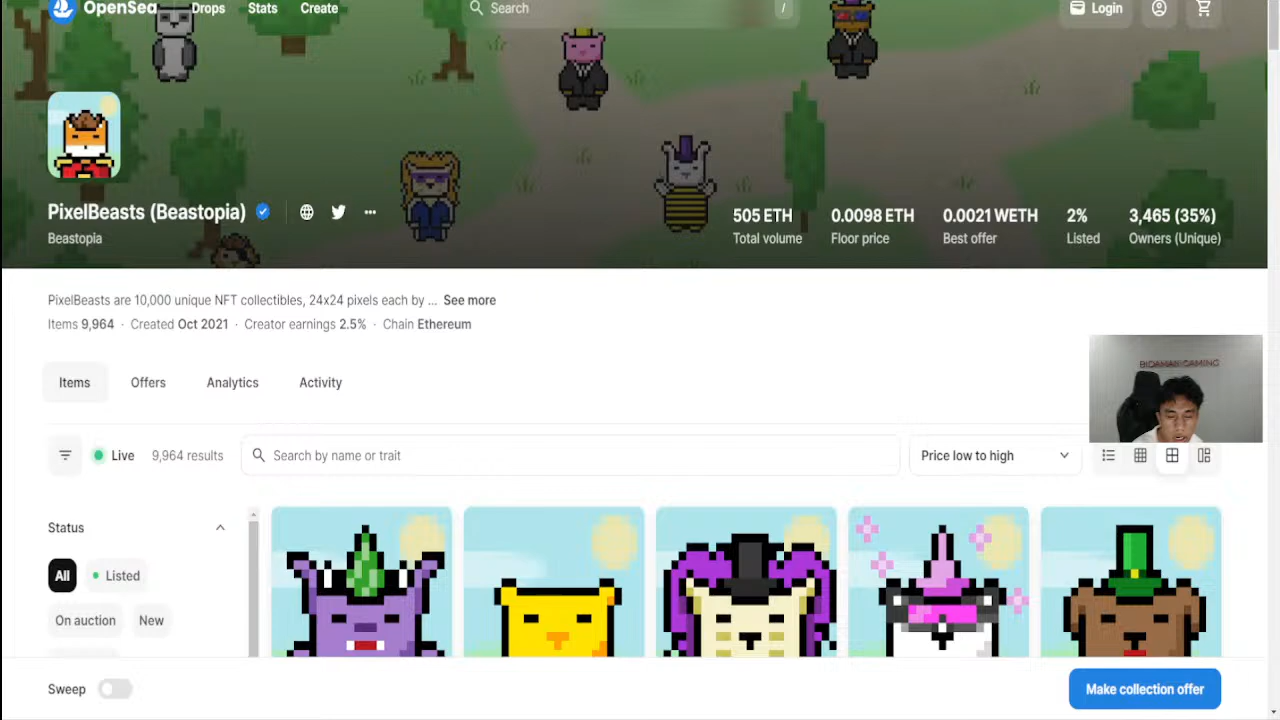 OpenSea Drops Stats Create Search / Login
PixelBeasts (Beastopia)
Beastopia
505 ETH 0.0098 ETH 0.0021 WETH 2% 3,465 (35%)
Total volume Floor price Best offer Listed Owners (Unique)
PixelBeasts are 10,000 unique NFT collectibles, 24x24 pixels each by ... See more
Items 9,964 · Created Oct 2021 · Creator earnings 2.5% · Chain Ethereum
Items Offers Analytics Activity
Live 9,964 results Search by name or trait Price low to high
Status
All Listed
On auction New
Sweep Make collection offer